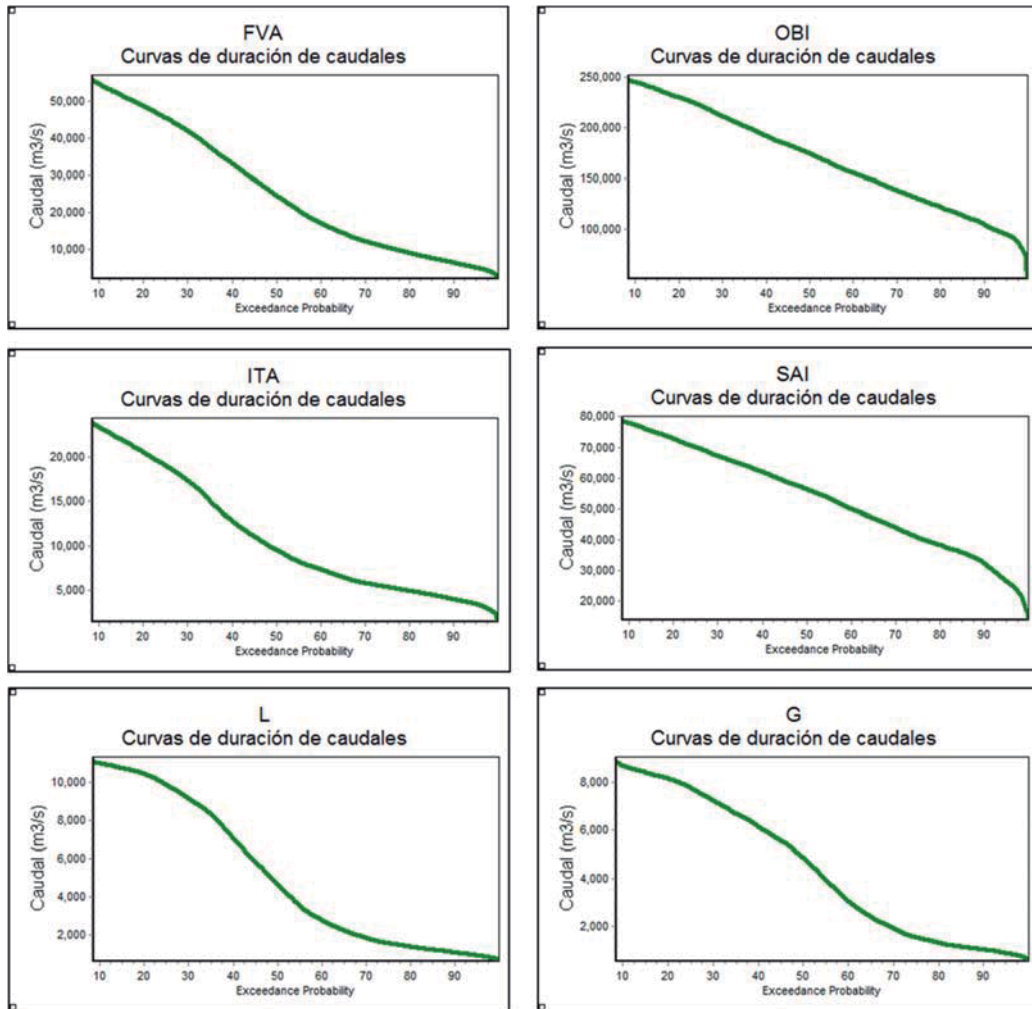 FVA
Curvas de duración de caudales
Caudal (m3/s)
50,000
40,000
30,000
20,000
10,000
10 20 30 40 50 60 70 80 90
Exceedance Probability
OBI
Curvas de duración de caudales
Caudal (m3/s)
250,000
200,000
150,000
100,000
10 20 30 40 50 60 70 80 90
Exceedance Probability
ITA
Curvas de duración de caudales
Caudal (m3/s)
20,000
15,000
10,000
5,000
10 20 30 40 50 60 70 80 90
Exceedance Probability
SAI
Curvas de duración de caudales
Caudal (m3/s)
80,000
70,000
60,000
50,000
40,000
30,000
20,000
10 20 30 40 50 60 70 80 90
Exceedance Probability
L
Curvas de duración de caudales
Caudal (m3/s)
10,000
8,000
6,000
4,000
2,000
10 20 30 40 50 60 70 80 90
Exceedance Probability
G
Curvas de duración de caudales
Caudal (m3/s)
8,000
6,000
4,000
2,000
10 20 30 40 50 60 70 80 90
Exceedance Probability